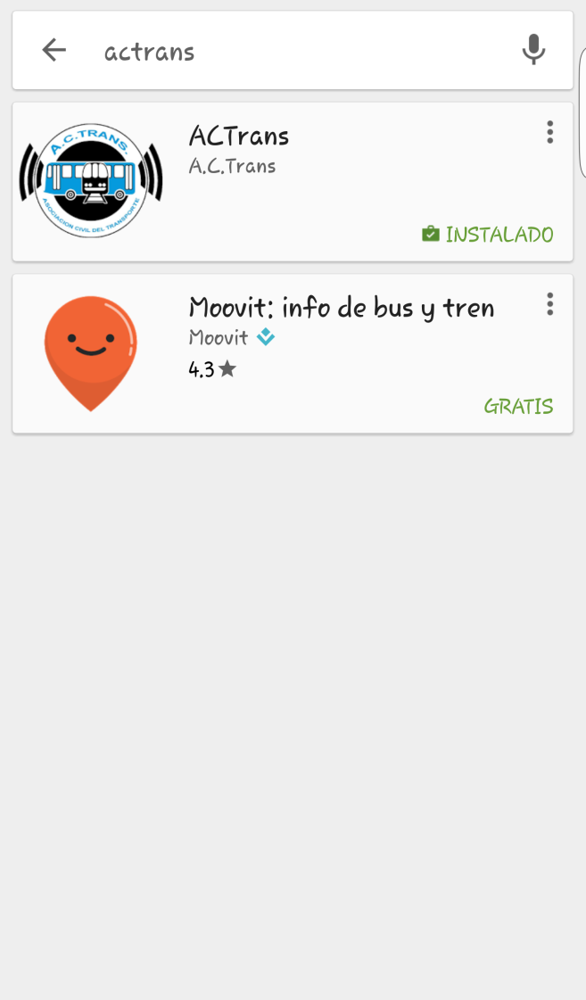 actrans
A.C.TRANS.
ASOCIACION CIVIL DEL TRANSPORTE
ACTrans
A.C.Trans
INSTALADO
Moovit: info de bus y tren
Moovit
4.3
GRATIS